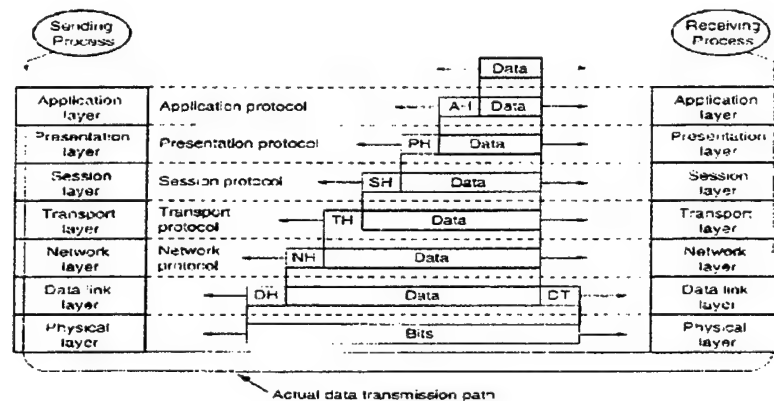 Sending
Process
Receiving
Process
Data
Application
layer
Application protocol
AH
Data
Application
layer
Presentation
layer
Presentation protocol
PH
Data
Presentation
layer
Session
layer
Session protocol
SH
Data
Session
layer
Transport
layer
Transport
protocol
TH
Data
Transport
layer
Network
layer
Network
protocol
NH
Data
Network
layer
Data link
layer
DH
Data
DT
Data link
layer
Physical
layer
Bits
Physical
layer
Actual data transmission path